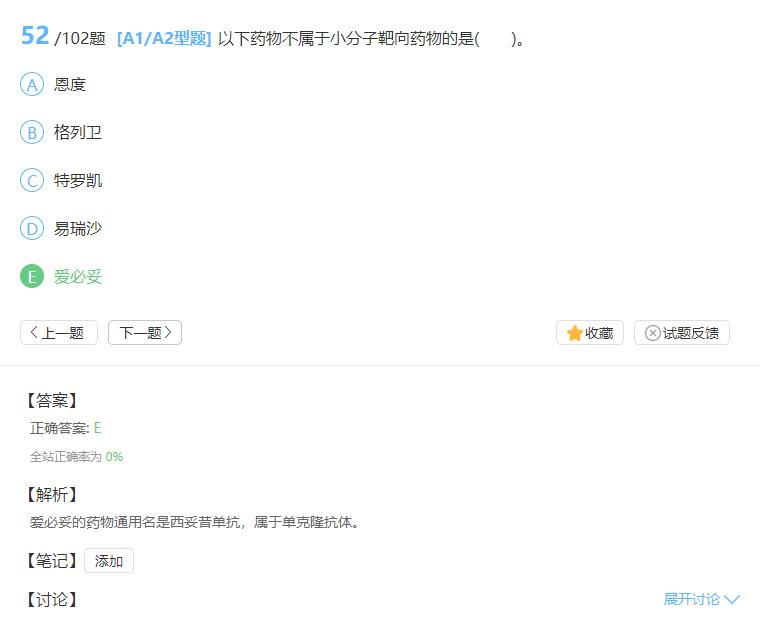 52 /102题 [A1/A2型题] 以下药物不属于小分子靶向药物的是(　　)。
A 恩度
B 格列卫
C 特罗凯
D 易瑞沙
E 爱必妥
上一题 下一题 收藏 试题反馈
【答案】
正确答案: E
全站正确率为 0%
【解析】
爱必妥的药物通用名是西妥昔单抗，属于单克隆抗体。
【笔记】 添加
【讨论】 展开讨论